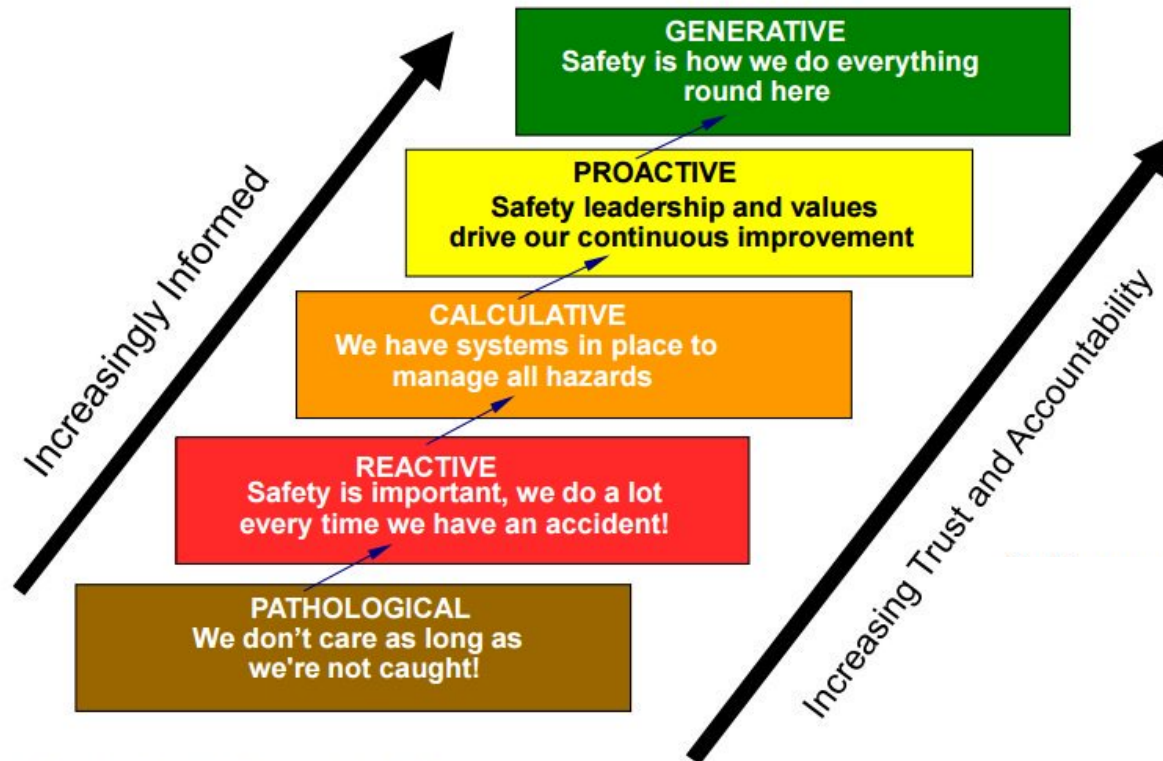 GENERATIVE
Safety is how we do everything
round here
PROACTIVE
Safety leadership and values
drive our continuous improvement
CALCULATIVE
We have systems in place to
manage all hazards
REACTIVE
Safety is important, we do a lot
every time we have an accident!
PATHOLOGICAL
We don’t care as long as
we're not caught!
Increasingly Informed
Increasing Trust and Accountability